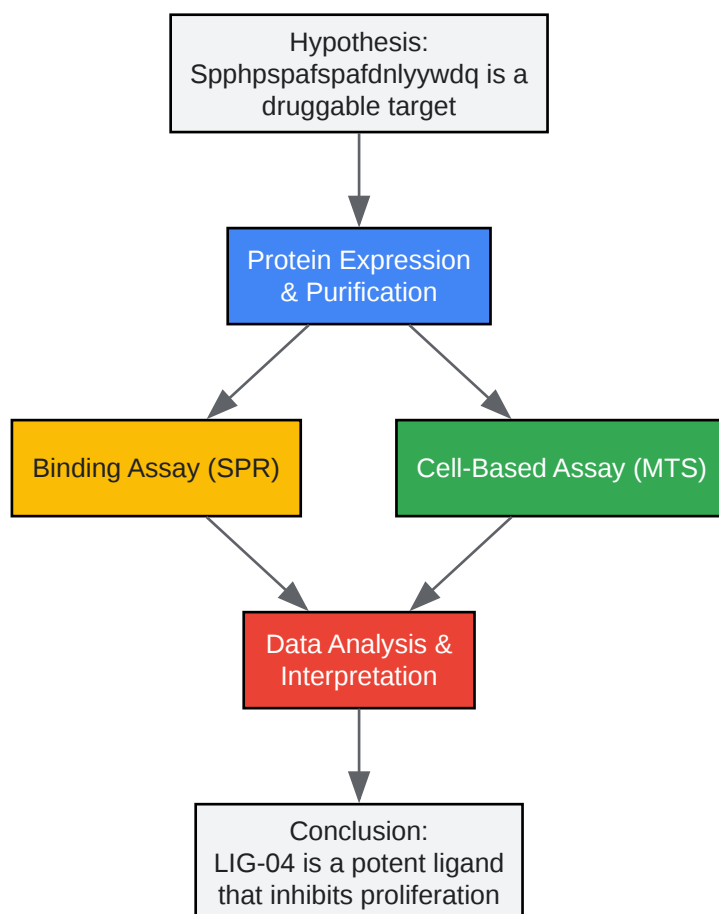 Hypothesis:
Spphpspafspafdnlyywdq is a
druggable target
Protein Expression
& Purification
Binding Assay (SPR)
Cell-Based Assay (MTS)
Data Analysis &
Interpretation
Conclusion:
LIG-04 is a potent ligand
that inhibits proliferation